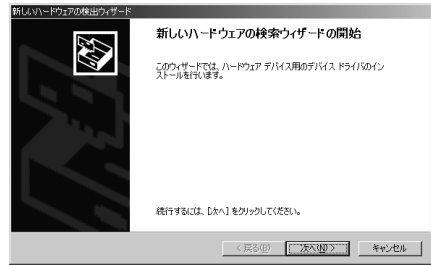 新しいハードウェアの検出ウィザード
新しいハードウェアの検索ウィザードの開始
このウィザードでは、ハードウェア デバイス用のデバイス ドライバのイン
ストールを行います。
続行するには、[次へ] をクリックしてください。
< 戻る(B)
次へ(N) >
キャンセル